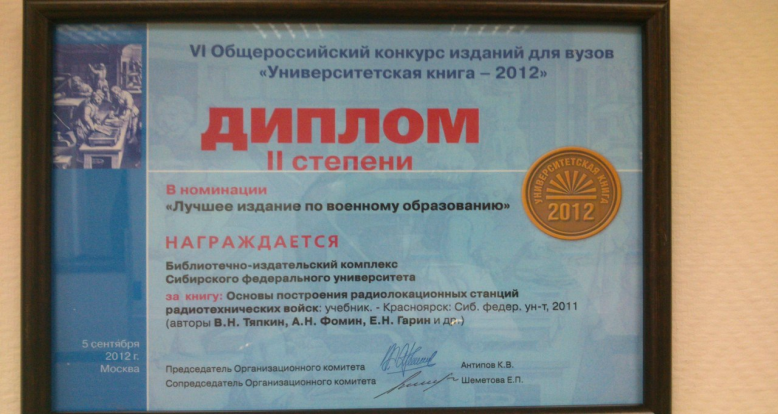 VI Общероссийский конкурс изданий для вузов
«Университетская книга – 2012»
ДИПЛОМ
II степени
В номинации
«Лучшее издание по военному образованию»
УНИВЕРСИТЕТСКАЯ КНИГА
2012
НАГРАЖДАЕТСЯ
Библиотечно-издательский комплекс
Сибирского федерального университета
за книгу: Основы построения радиолокационных станций
радиотехнических войск: учебник. - Красноярск: Сиб. федер. ун-т, 2011
(авторы В.Н. Тяпкин, А.Н. Фомин, Е.Н. Гарин и др.)
5 сентября
2012 г.
Москва
Председатель Организационного комитета Антипов К.В.
Сопредседатель Организационного комитета Шеметова Е.П.